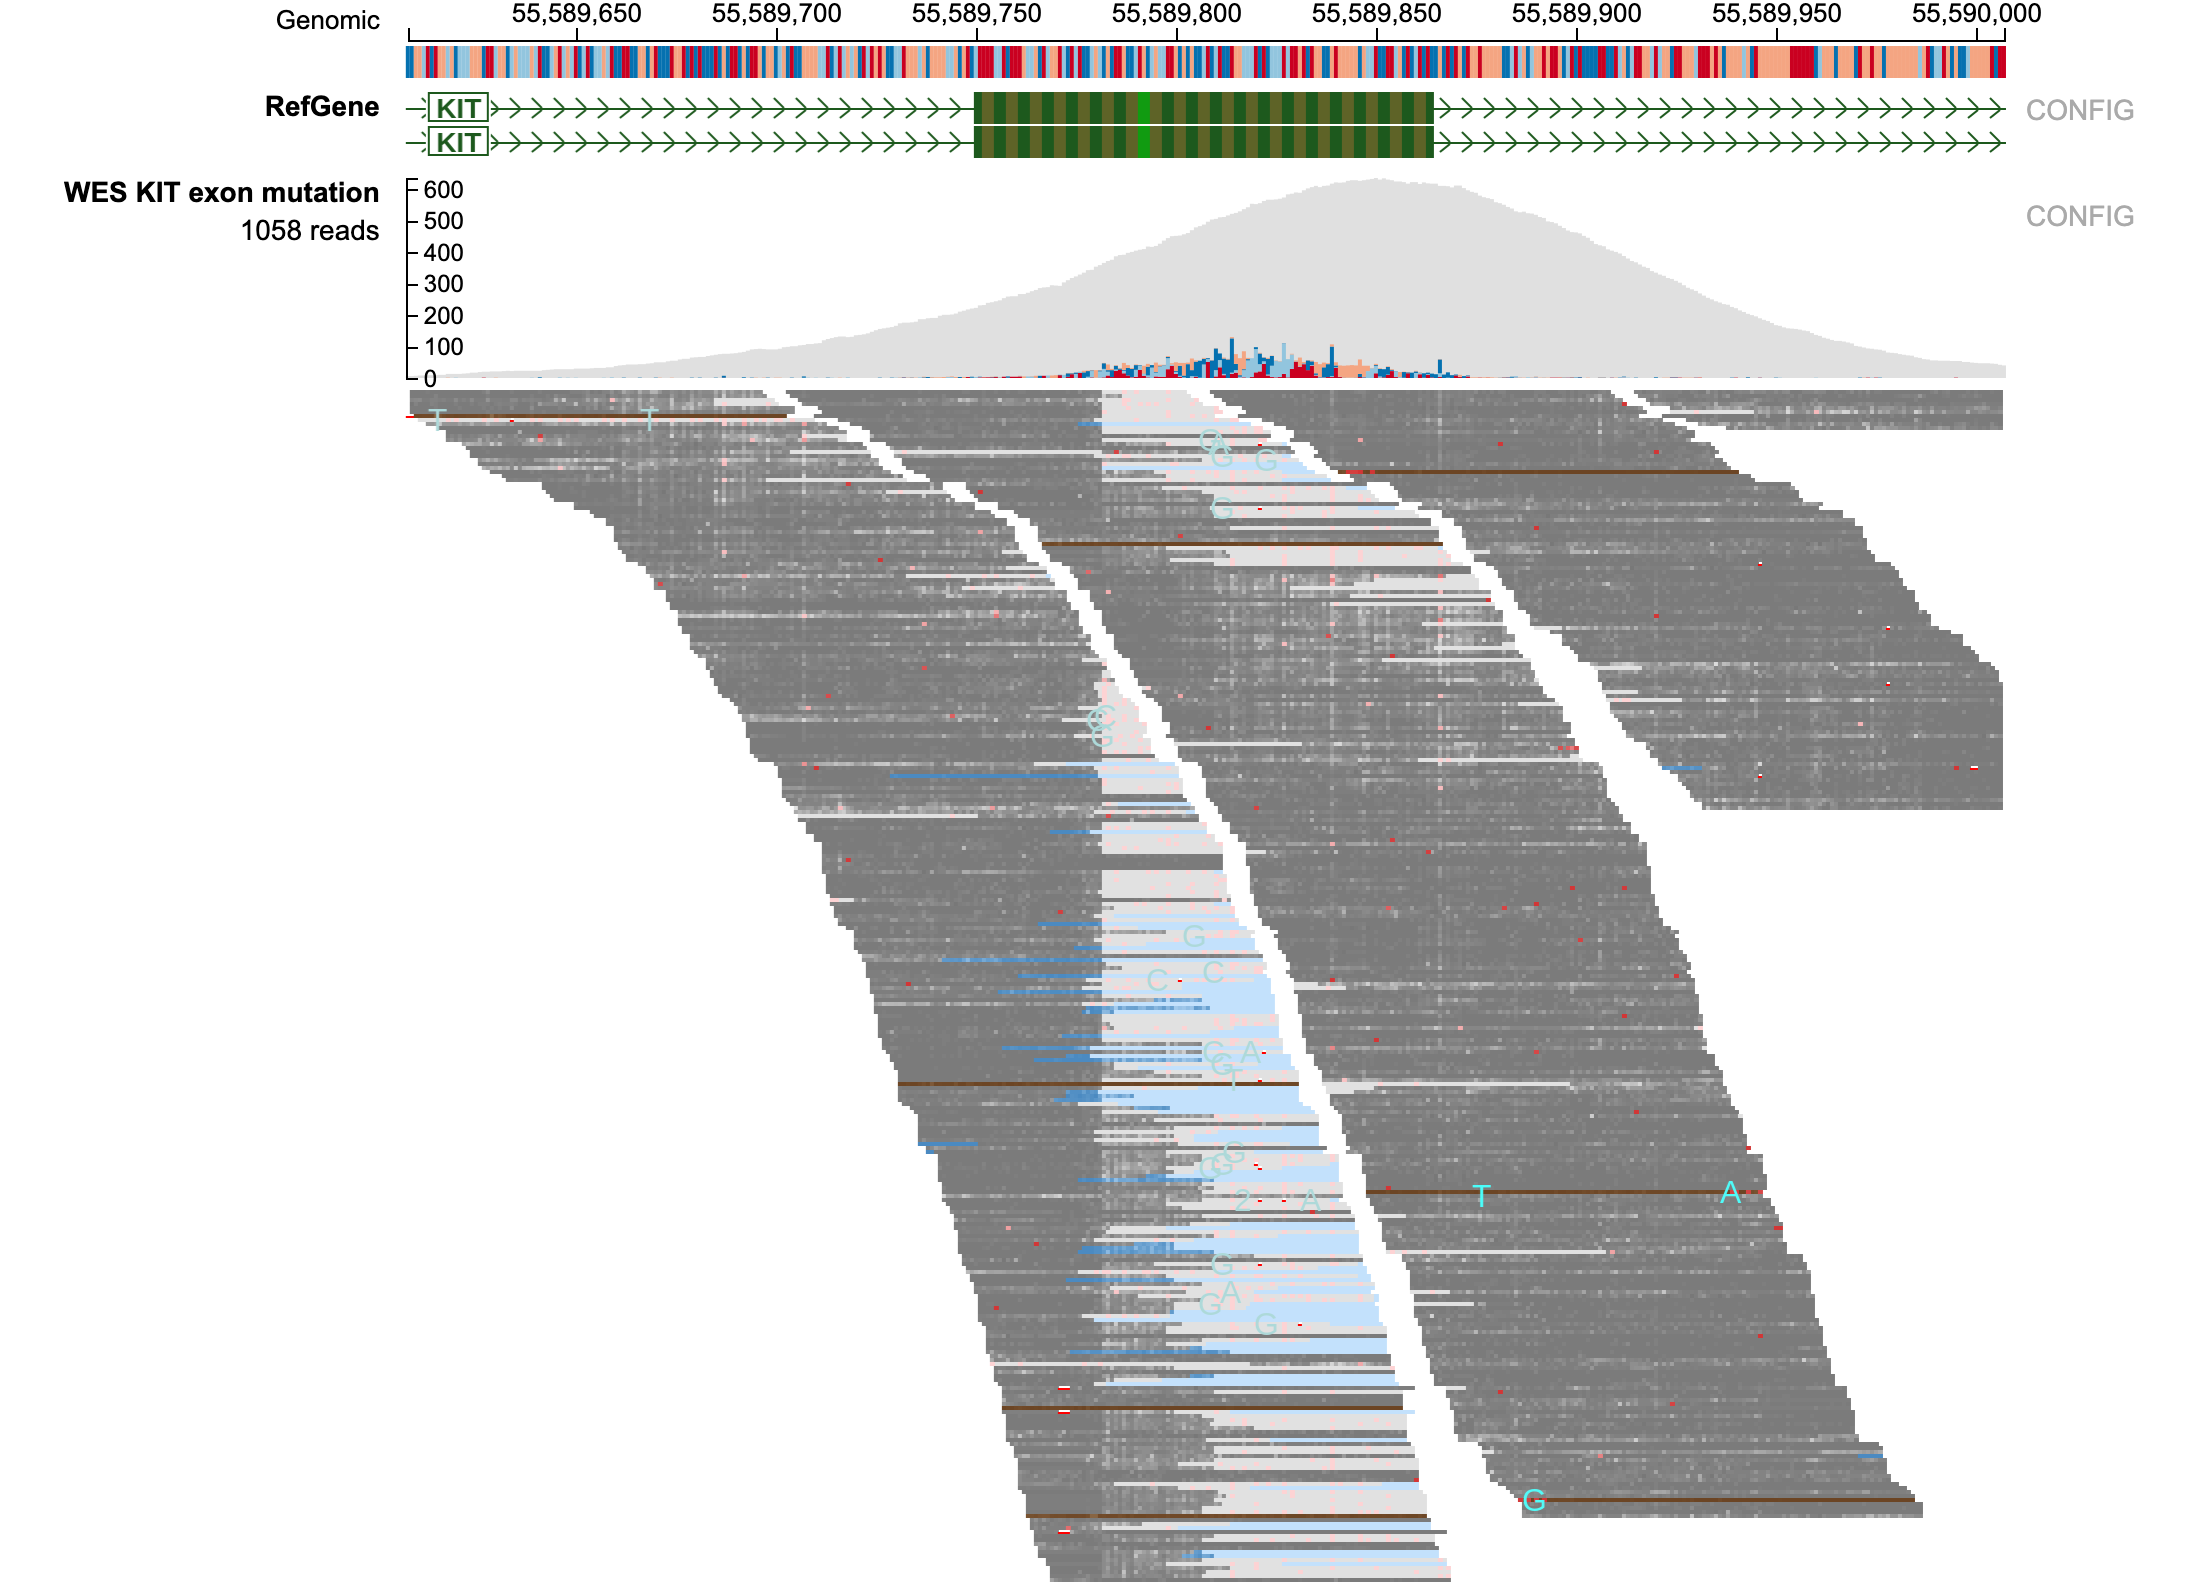 Genomic 55,589,650 55,589,700 55,589,750 55,589,800 55,589,850 55,589,900 55,589,950 55,590,000
RefGene KIT CONFIG
KIT
WES KIT exon mutation CONFIG
1058 reads
600
500
400
300
200
100
0
T T
G A
G G
G
C
G
G
C C
A
G
T
G
G G
2 A
T A
G
A
G
G
G